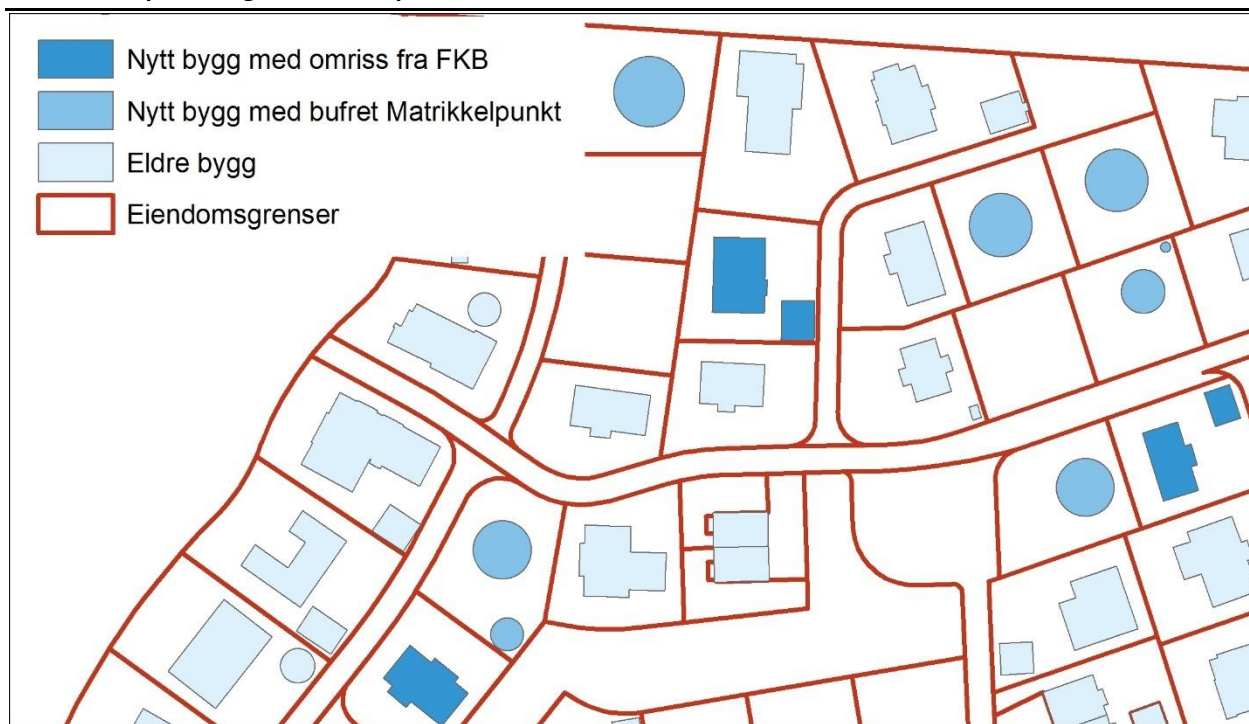 Nytt bygg med omriss fra FKB
Nytt bygg med bufret Matrikkelpunkt
Eldre bygg
Eiendomsgrenser